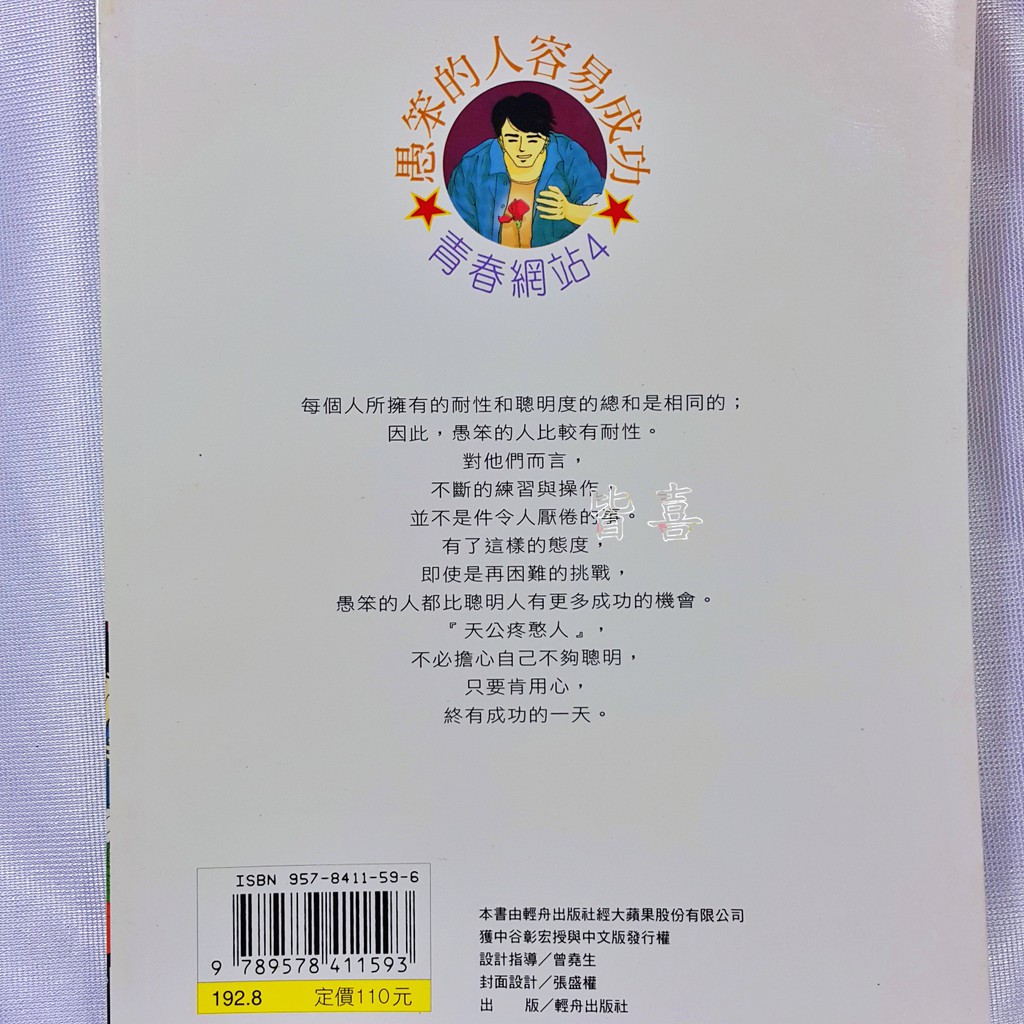 愚笨的人容易成功
青春網站4
每個人所擁有的耐性和聰明度的總和是相同的；
因此，愚笨的人比較有耐性。
對他們而言，
不斷的練習與操作，
並不是件令人厭倦的事。
皆喜
有了這樣的態度，
即使是再困難的挑戰，
愚笨的人都比聰明人有更多成功的機會。
『天公疼憨人』，
不必擔心自己不夠聰明，
只要肯用心，
終有成功的一天。
ISBN 957-8411-59-6
9 789578 411593
192.8 定價110元
本書由輕舟出版社經大蘋果股份有限公司
獲中谷彰宏授與中文版發行權
設計指導／曾堯生
封面設計／張盛權
出 版／輕舟出版社